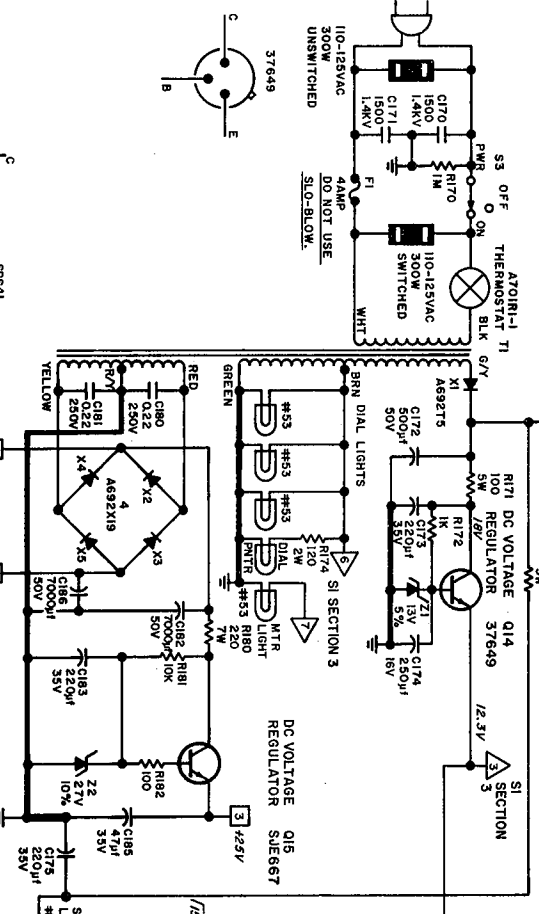 C
B
E
37649
110-125VAC
300W
UNSWITCHED
C171
1500
1.4KV
C170
1500
1.4KV
PWR
S3
OFF
ON
R170
1M
F1
4AMP
DO NOT USE
SLO-BLOW.
110-125VAC
300W
SWITCHED
A701R1-1
THERMOSTAT
T1
BLK
WHT
G/Y
X1
A692T5
BRN
DIAL LIGHTS
GREEN
#53
#53
#53
DIAL
PNTR
R174
120
2W
6
S1 SECTION 3
7
#53
MTR
LIGHT
R180
220
7W
RED
R/Y
YELLOW
C180
0.22
250V
C181
0.22
250V
X4
X2
4
A692X19
X5
X3
C186
7000µf
50V
C182
7000µf
50V
R181
10K
C183
220µf
35V
Z2
27V
10%
R182
100
DC VOLTAGE
REGULATOR
Q15
SJE667
3
+25V
C185
47µf
35V
C175
220µf
35V
C172
500µf
50V
R171
100
5W
18V
C173
220µf
35V
R172
1K
Z1
13V
5%
C174
250µf
16V
DC VOLTAGE
REGULATOR
Q14
37649
12.3V
3
S1
SECTION
3
C